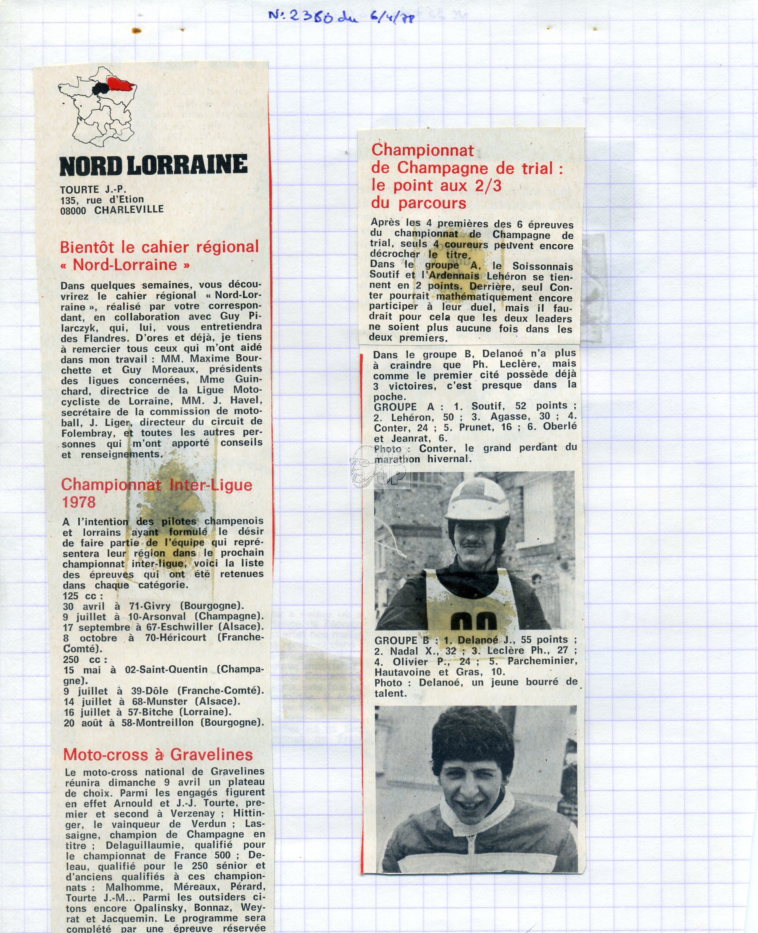 N° 2350 du 6/4/78
NORD LORRAINE
TOURTE J.-P.
135, rue d'Etion
08000 CHARLEVILLE
Bientôt le cahier régional
« Nord-Lorraine »
Dans quelques semaines, vous décou-
vrirez le cahier régional « Nord-Lor-
raine », réalisé par votre correspon-
dant, en collaboration avec Guy Pi-
larczyk, qui, lui, vous entretiendra
des Flandres. D'ores et déjà, je tiens
à remercier tous ceux qui m'ont aidé
dans mon travail : MM. Maxime Bour-
chette et Guy Moreaux, présidents
des ligues concernées, Mme Guin-
chard, directrice de la Ligue Moto-
cycliste de Lorraine, MM. J. Havel,
secrétaire de la commission de moto-
ball, J. Liger, directeur du circuit de
Folembray, et toutes les autres per-
sonnes qui m'ont apporté conseils
et renseignements.
Championnat Inter-Ligue
1978
A l'intention des pilotes champenois
et lorrains ayant formulé le désir
de faire partie de l'équipe qui repré-
sentera leur région dans le prochain
championnat inter-ligue, voici la liste
des épreuves qui ont été retenues
dans chaque catégorie.
125 cc :
30 avril à 71-Givry (Bourgogne).
9 juillet à 10-Arsonval (Champagne).
17 septembre à 67-Eschwiller (Alsace).
8 octobre à 70-Héricourt (Franche-
Comté).
250 cc :
15 mai à 02-Saint-Quentin (Champa-
gne).
9 juillet à 39-Dôle (Franche-Comté).
14 juillet à 68-Munster (Alsace).
16 juillet à 57-Bitche (Lorraine).
20 août à 58-Montreillon (Bourgogne).
Moto-cross à Gravelines
Le moto-cross national de Gravelines
réunira dimanche 9 avril un plateau
de choix. Parmi les engagés figurent
en effet Arnould et J.-J. Tourte, pre-
mier et second à Verzenay ; Hittin-
ger, le vainqueur de Verdun ; Las-
saigne, champion de Champagne en
titre ; Delaguillaumie, qualifié pour
le championnat de France 500 ; De-
leau, qualifié pour le 250 sénior et
d'anciens qualifiés à ces champion-
nats : Malhomme, Méreaux, Pérard,
Tourte J.-M... Parmi les outsiders ci-
tons encore Opalinsky, Bonnaz, Wey-
rat et Jacquemin. Le programme sera
complété par une épreuve réservée
Championnat
de Champagne de trial :
le point aux 2/3
du parcours
Après les 4 premières des 6 épreuves
du championnat de Champagne de
trial, seuls 4 coureurs peuvent encore
décrocher le titre.
Dans le groupe A, le Soissonnais
Soutif et l'Ardennais Lehéron se tien-
nent en 2 points. Derrière, seul Con-
ter pourrait mathématiquement encore
participer à leur duel, mais il fau-
drait pour cela que les deux leaders
ne soient plus aucune fois dans les
deux premiers.
Dans le groupe B, Delanoé n'a plus
à craindre que Ph. Leclère, mais
comme le premier cité possède déjà
3 victoires, c'est presque dans la
poche.
GROUPE A : 1. Soutif, 52 points ;
2. Lehéron, 50 ; 3. Agasse, 30 ; 4.
Conter, 24 ; 5. Prunet, 16 ; 6. Oberlé
et Jeanrat, 6.
Photo : Conter, le grand perdant du
marathon hivernal.
GROUPE B : 1. Delanoé J., 55 points ;
2. Nadal X., 32 ; 3. Leclère Ph., 27 ;
4. Olivier P., 24 ; 5. Parcheminier,
Hautavoine et Gras, 10.
Photo : Delanoé, un jeune bourré de
talent.